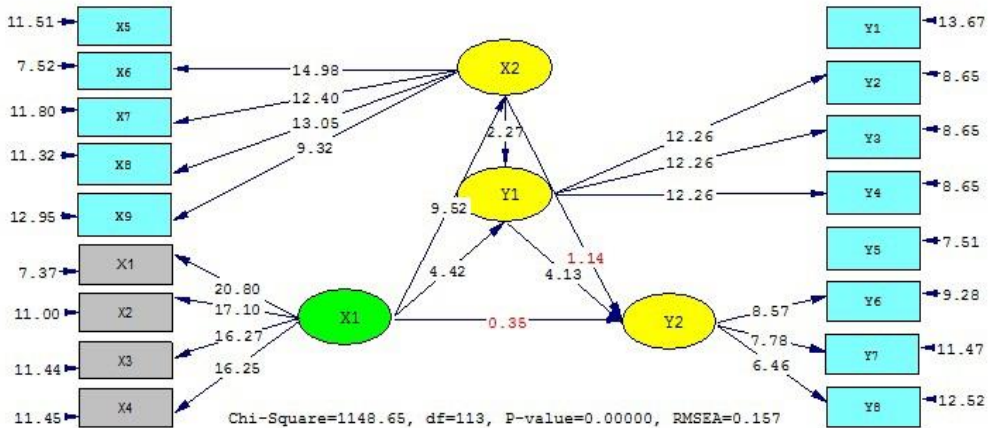 11.51
X5
7.52
X6
11.80
X7
11.32
X8
12.95
X9
7.37
X1
11.00
X2
11.44
X3
11.45
X4
14.98
12.40
13.05
9.32
20.80
17.10
16.27
16.25
X2
2.27
Y1
9.52
4.42
1.14
4.13
X1
0.35
Y2
12.26
12.26
12.26
8.57
7.78
6.46
Y1
13.67
Y2
8.65
Y3
8.65
Y4
8.65
Y5
7.51
Y6
9.28
Y7
11.47
Y8
12.52
Chi-Square=1148.65, df=113, P-value=0.00000, RMSEA=0.157